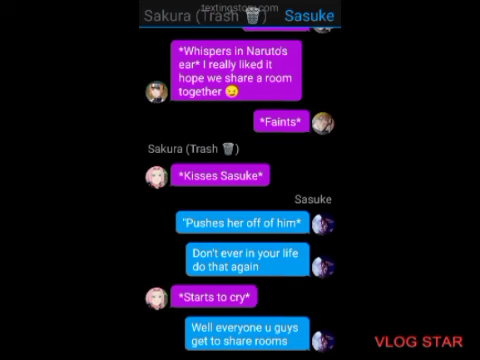 textingstory.com
Sakura (Trash 🗑) Sasuke
*Whispers in Naruto's
ear* I really liked it
hope we share a room
together 😏
*Faints*
Sakura (Trash 🗑)
*Kisses Sasuke*
Sasuke
"Pushes her off of him*
Don't ever in your life
do that again
*Starts to cry*
Well everyone u guys
get to share rooms
VLOG STAR